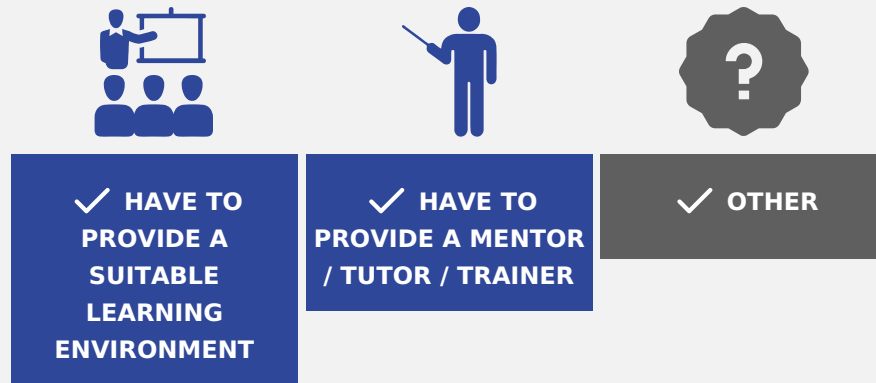 ?
✓ HAVE TO
PROVIDE A
SUITABLE
LEARNING
ENVIRONMENT
✓ HAVE TO
PROVIDE A MENTOR
/ TUTOR / TRAINER
✓ OTHER